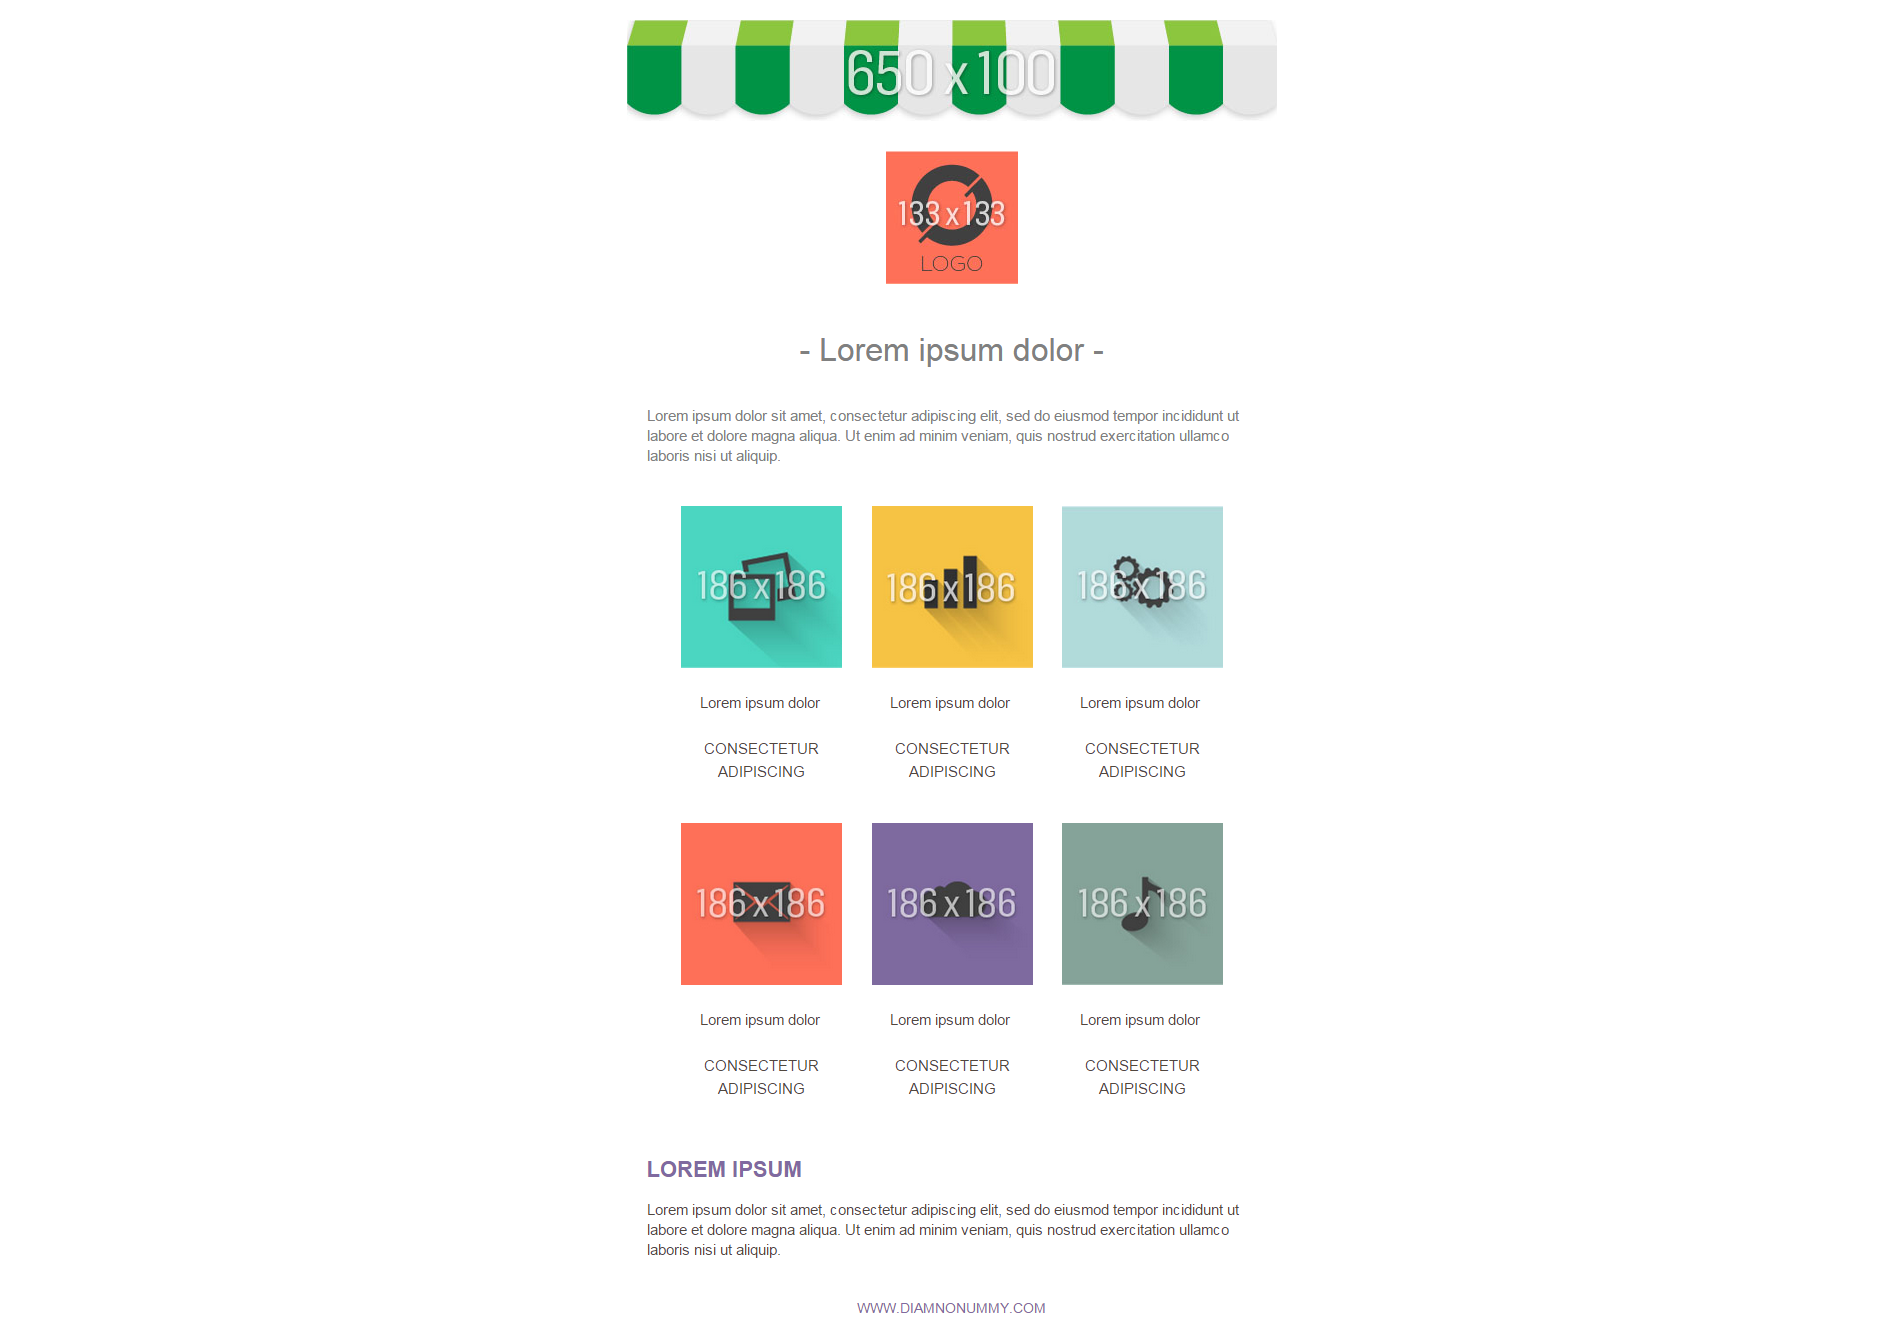 650 x 100
133 x 133
LOGO
- Lorem ipsum dolor -
Lorem ipsum dolor sit amet, consectetur adipiscing elit, sed do eiusmod tempor incididunt ut
labore et dolore magna aliqua. Ut enim ad minim veniam, quis nostrud exercitation ullamco
laboris nisi ut aliquip.
186 x 186
186 x 186
186 x 186
Lorem ipsum dolor
Lorem ipsum dolor
Lorem ipsum dolor
CONSECTETUR
ADIPISCING
CONSECTETUR
ADIPISCING
CONSECTETUR
ADIPISCING
186 x 186
186 x 186
186 x 186
Lorem ipsum dolor
Lorem ipsum dolor
Lorem ipsum dolor
CONSECTETUR
ADIPISCING
CONSECTETUR
ADIPISCING
CONSECTETUR
ADIPISCING
LOREM IPSUM
Lorem ipsum dolor sit amet, consectetur adipiscing elit, sed do eiusmod tempor incididunt ut
labore et dolore magna aliqua. Ut enim ad minim veniam, quis nostrud exercitation ullamco
laboris nisi ut aliquip.
WWW.DIAMNONUMMY.COM